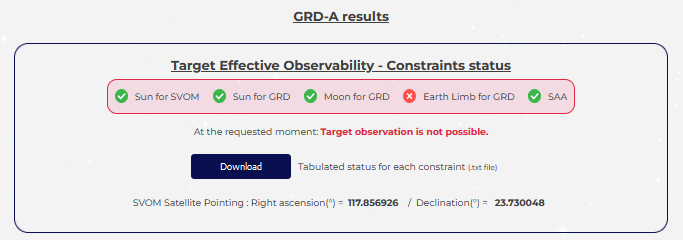 GRD-A results
Target Effective Observability - Constraints status
Sun for SVOM Sun for GRD Moon for GRD Earth Limb for GRD SAA
At the requested moment: Target observation is not possible.
Download Tabulated status for each constraint (.txt file)
SVOM Satellite Pointing : Right ascension(°) = 117.856926 / Declination(°) = 23.730048